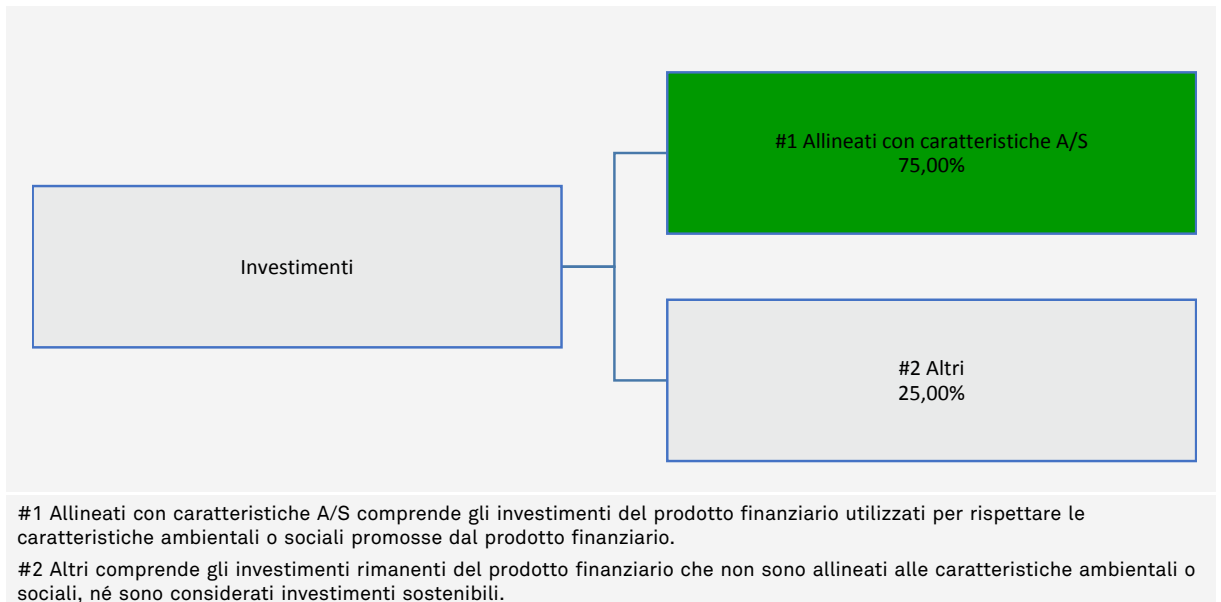 #1 Allineati con caratteristiche A/S
75,00%
Investimenti
#2 Altri
25,00%
#1 Allineati con caratteristiche A/S comprende gli investimenti del prodotto finanziario utilizzati per rispettare le
caratteristiche ambientali o sociali promosse dal prodotto finanziario.
#2 Altri comprende gli investimenti rimanenti del prodotto finanziario che non sono allineati alle caratteristiche ambientali o
sociali, né sono considerati investimenti sostenibili.